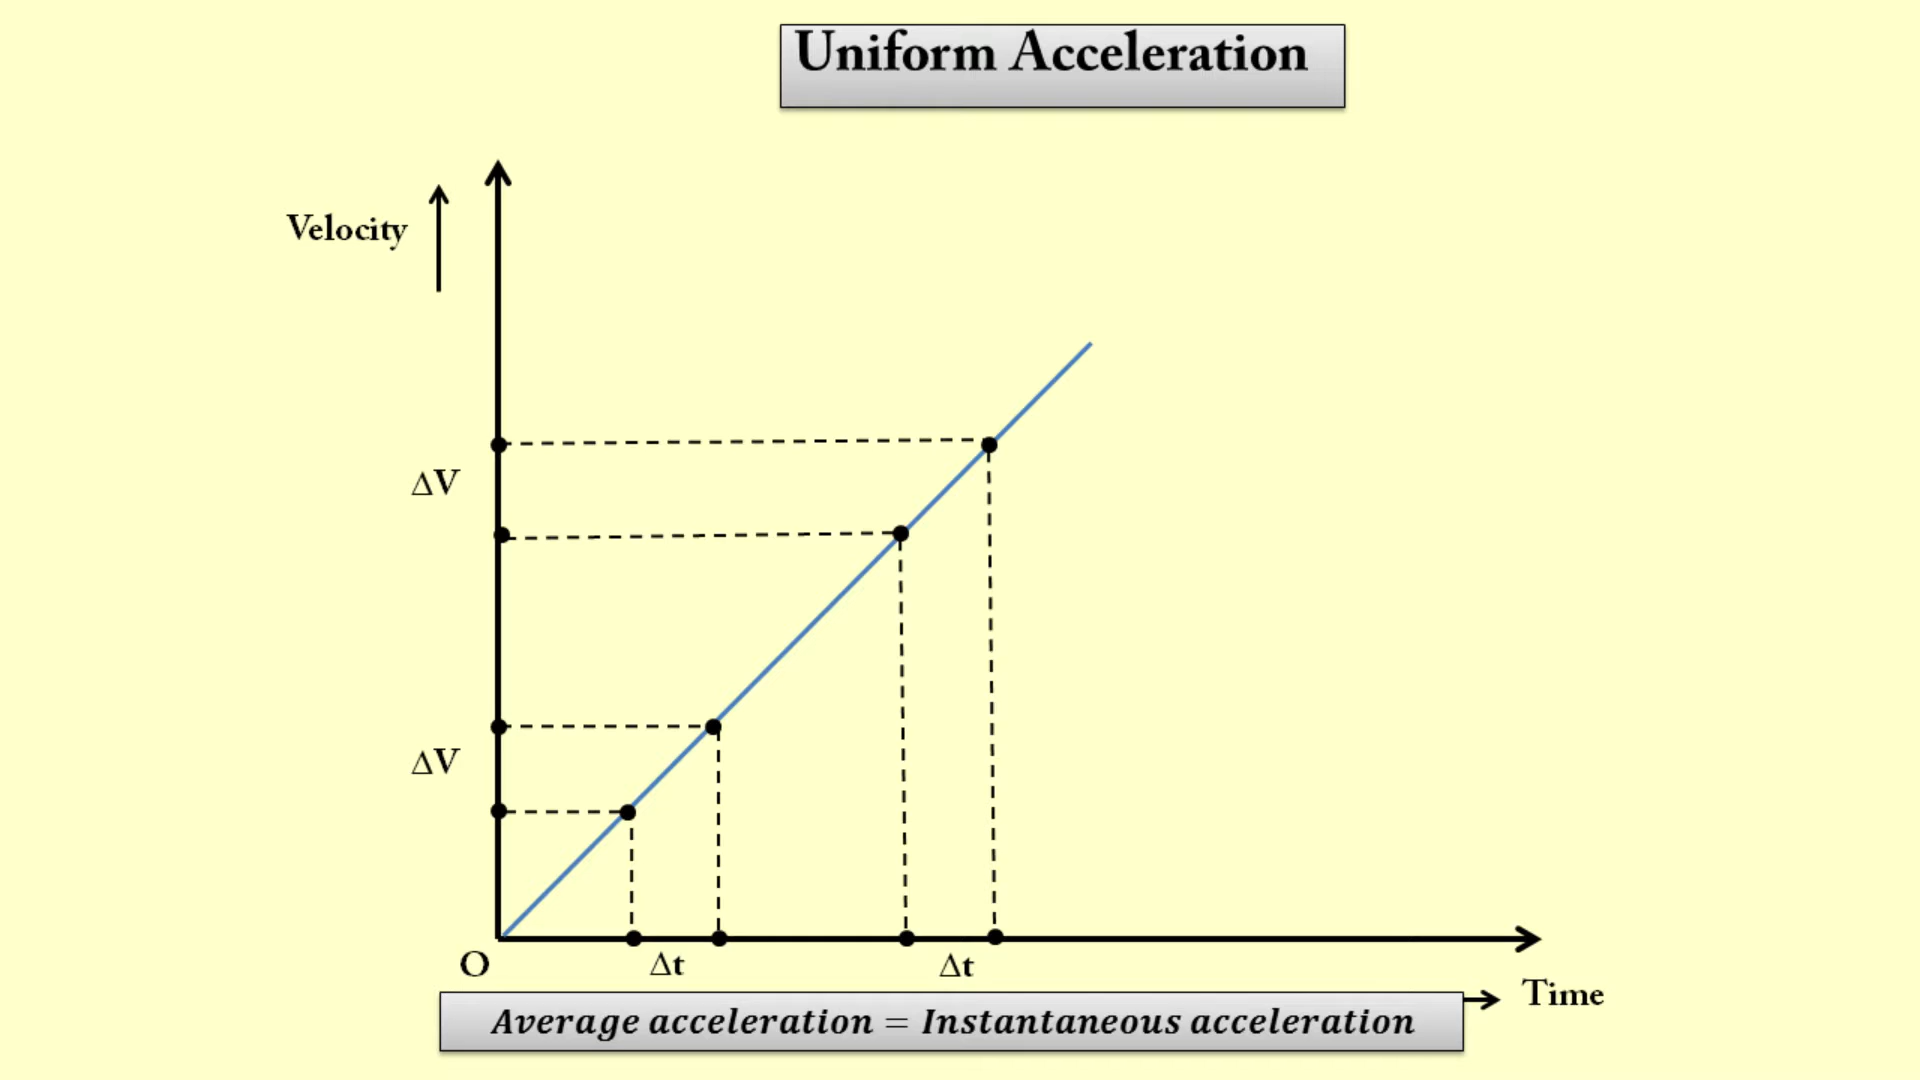 Uniform Acceleration
Velocity
ΔV
ΔV
O
Δt
Δt
Time
Average acceleration = Instantaneous acceleration